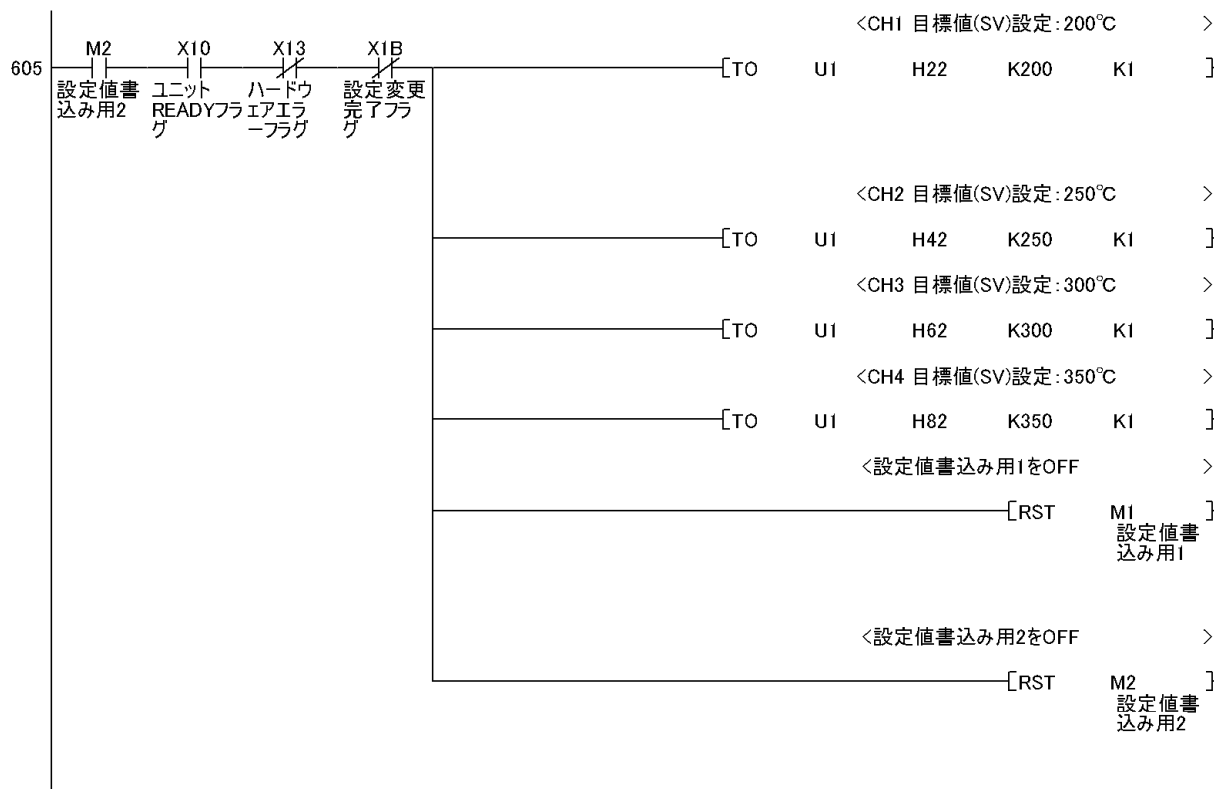 <CH1 目標値(SV)設定:200℃ >
M2 X10 X13 X1B
605 [TO U1 H22 K200 K1 ]
設定値書込み用2
ユニットREADYフラグ
ハードウェアエラーフラグ
設定変更完了フラグ
<CH2 目標値(SV)設定:250℃ >
[TO U1 H42 K250 K1 ]
<CH3 目標値(SV)設定:300℃ >
[TO U1 H62 K300 K1 ]
<CH4 目標値(SV)設定:350℃ >
[TO U1 H82 K350 K1 ]
<設定値書込み用1をOFF >
[RST M1 ]
設定値書
込み用1
<設定値書込み用2をOFF >
[RST M2 ]
設定値書
込み用2